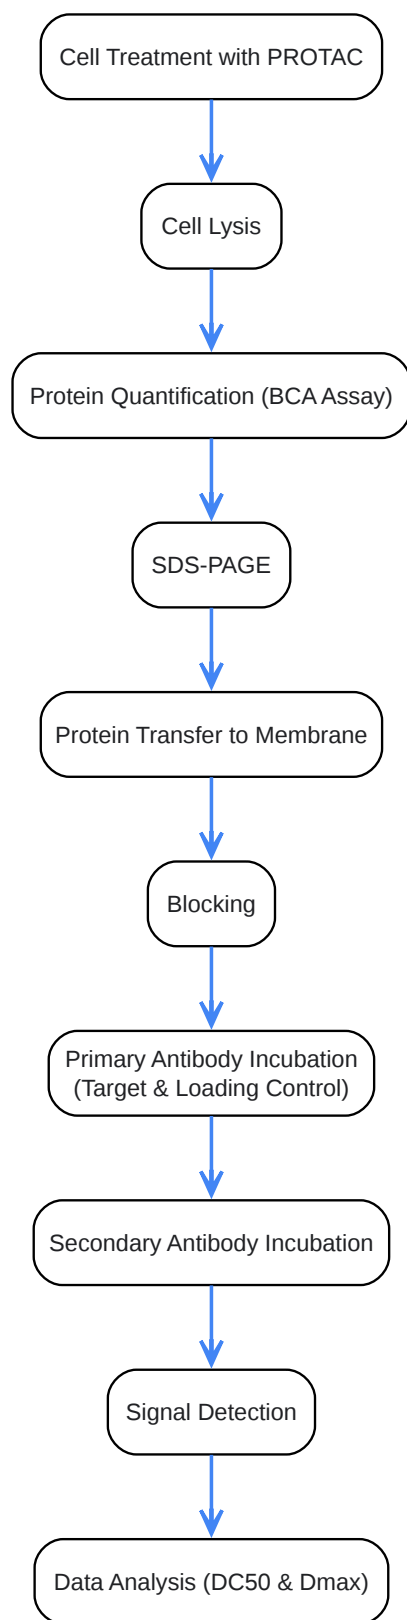 Cell Treatment with PROTAC
Cell Lysis
Protein Quantification (BCA Assay)
SDS-PAGE
Protein Transfer to Membrane
Blocking
Primary Antibody Incubation
(Target & Loading Control)
Secondary Antibody Incubation
Signal Detection
Data Analysis (DC50 & Dmax)